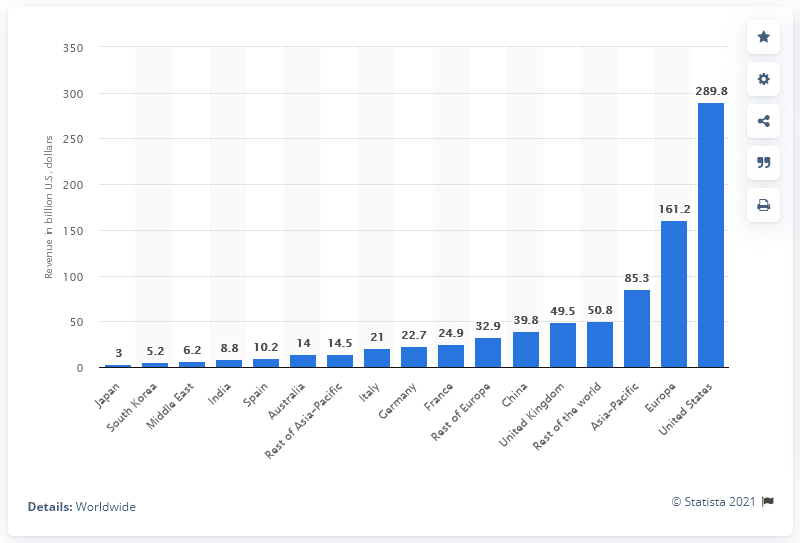 350
300
250
200
150
100
50
0
Revenue in billion U.S. dollars
3
5.2
6.2
8.8
10.2
14
14.5
21
22.7
24.9
32.9
39.8
49.5
50.8
85.3
161.2
289.8
Japan
South Korea
Middle East
India
Spain
Australia
Rest of Asia-Pacific
Italy
Germany
France
Rest of Europe
China
United Kingdom
Rest of the world
Asia-Pacific
Europe
United States
Details: Worldwide
© Statista 2021